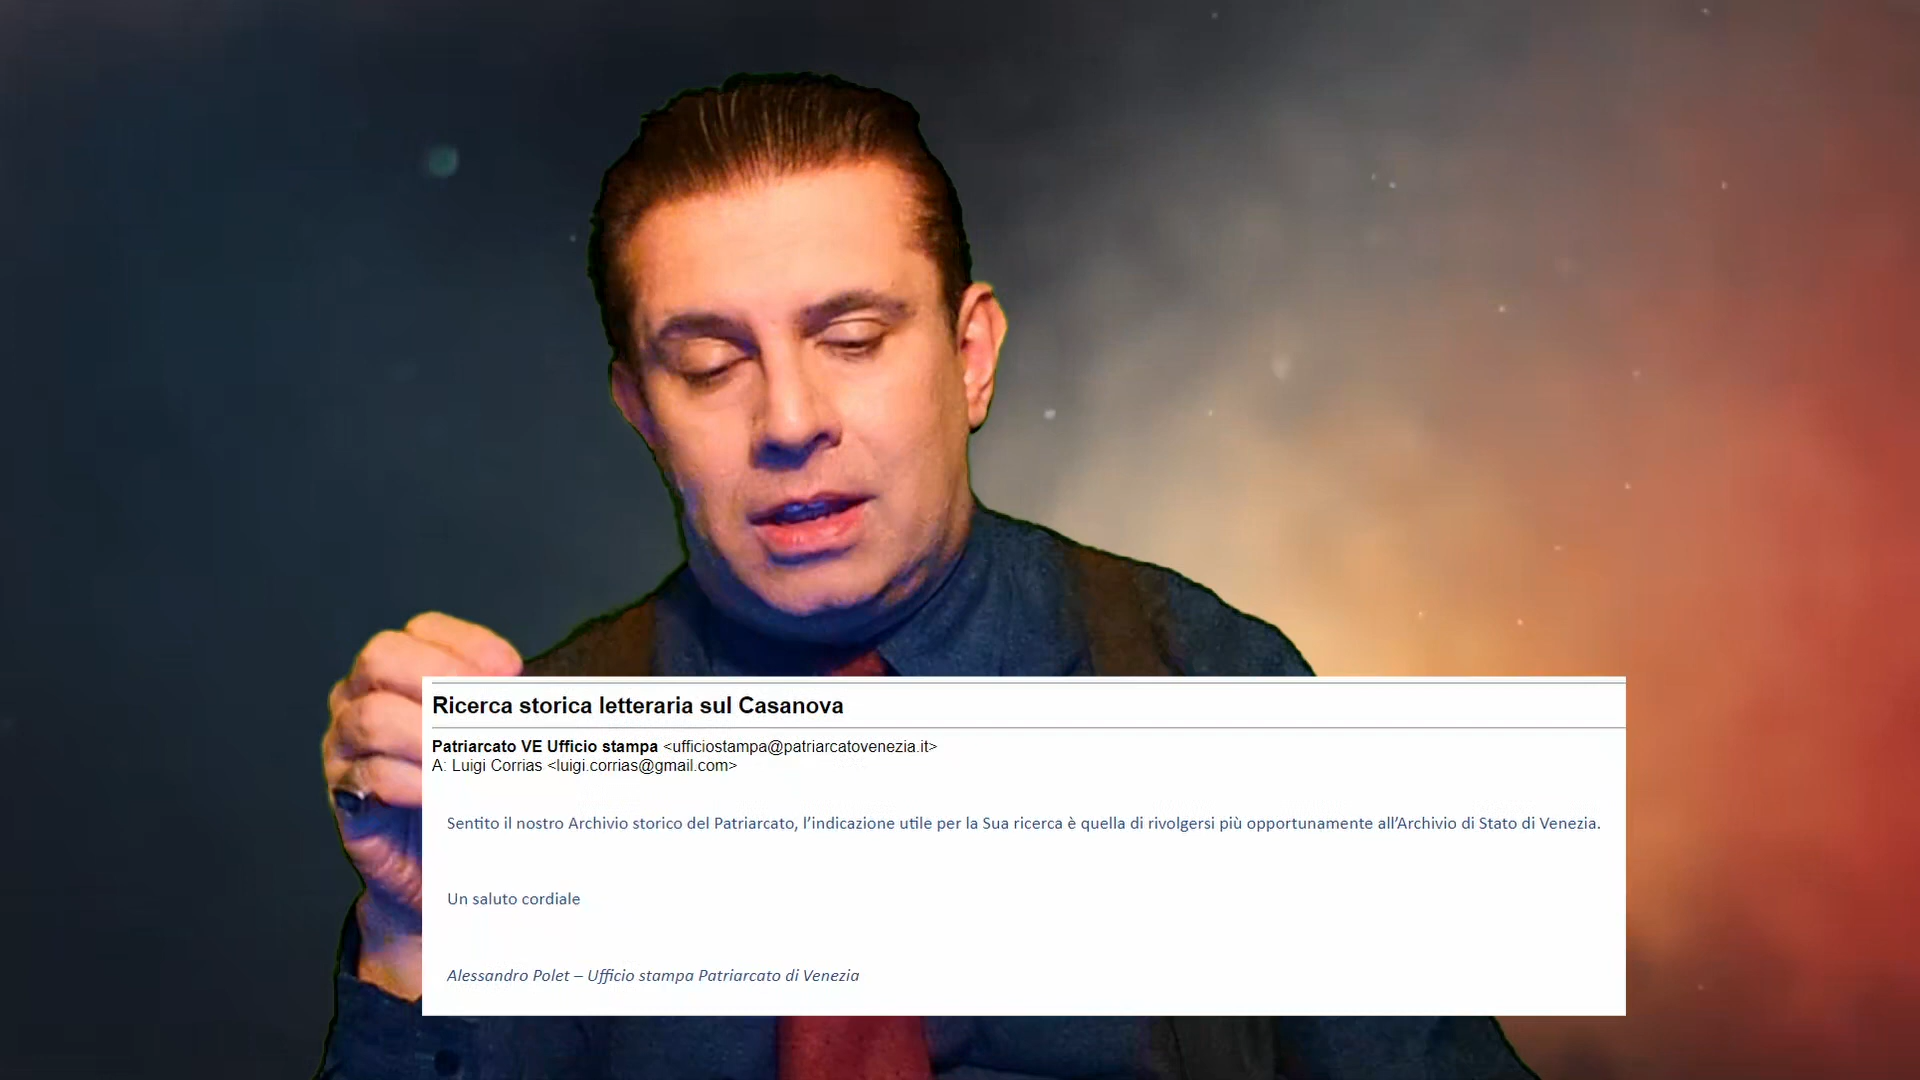 Ricerca storica letteraria sul Casanova
Patriarcato VE Ufficio stampa <ufficiostampa@patriarcatovenezia.it>
A: Luigi Corrias <luigi.corrias@gmail.com>
Sentito il nostro Archivio storico del Patriarcato, l’indicazione utile per la Sua ricerca è quella di rivolgersi più opportunamente all’Archivio di Stato di Venezia.
Un saluto cordiale
Alessandro Polet – Ufficio stampa Patriarcato di Venezia